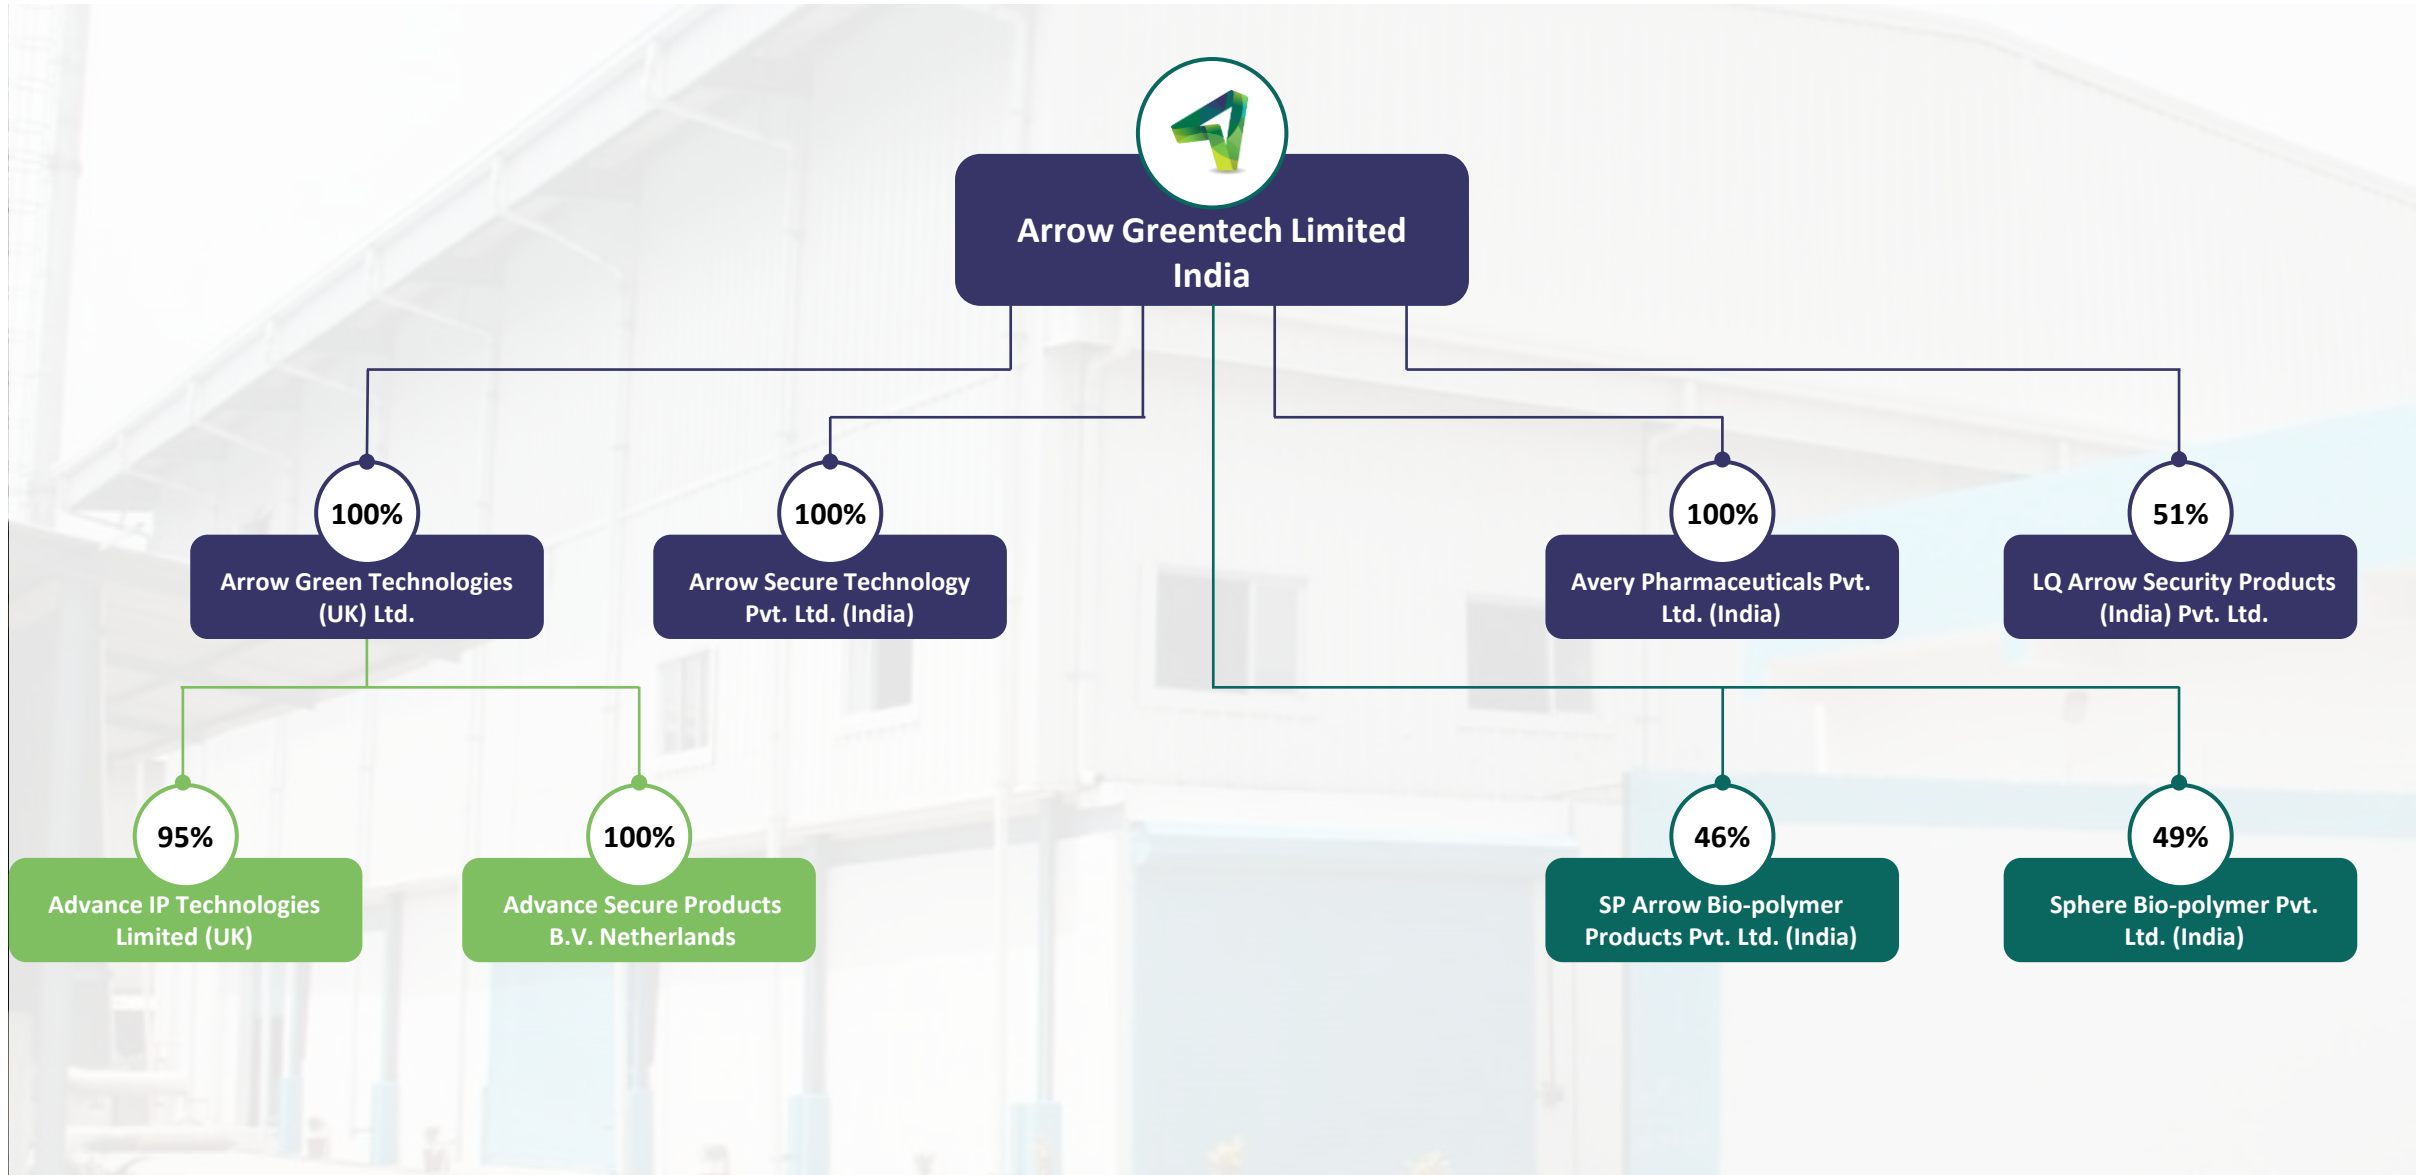 Arrow Greentech Limited
India
100%
Arrow Green Technologies
(UK) Ltd.
100%
Arrow Secure Technology
Pvt. Ltd. (India)
100%
Avery Pharmaceuticals Pvt.
Ltd. (India)
51%
LQ Arrow Security Products
(India) Pvt. Ltd.
95%
Advance IP Technologies
Limited (UK)
100%
Advance Secure Products
B.V. Netherlands
46%
SP Arrow Bio-polymer
Products Pvt. Ltd. (India)
49%
Sphere Bio-polymer Pvt.
Ltd. (India)